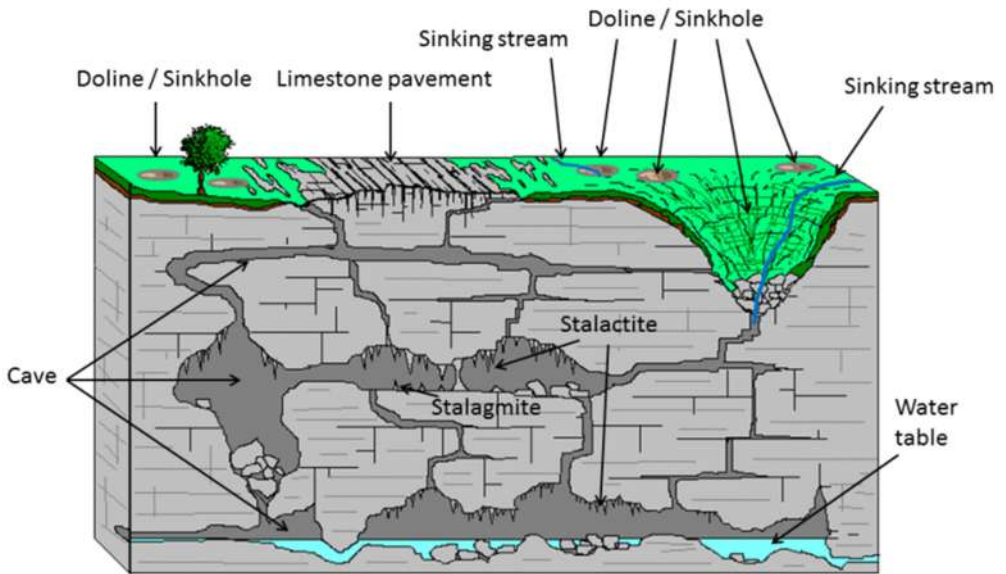 Doline / Sinkhole
Sinking stream
Doline / Sinkhole
Limestone pavement
Sinking stream
Stalactite
Cave
Stalagmite
Water
table